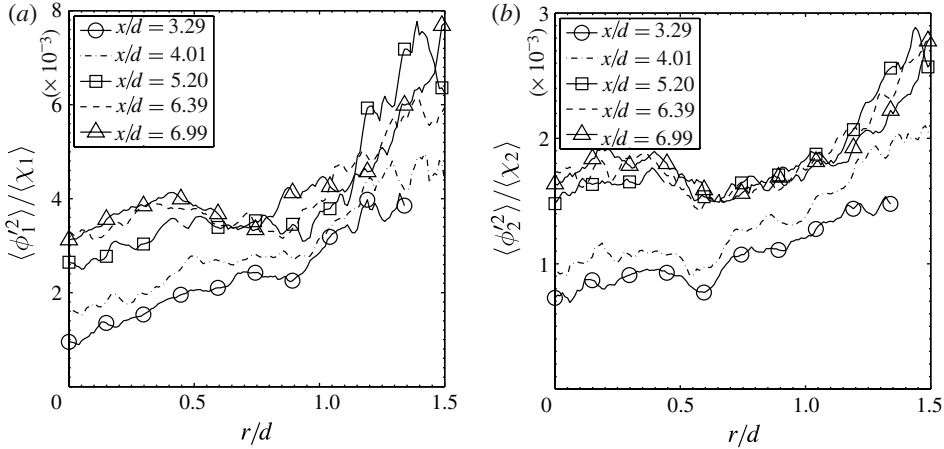 (a)
8
6
4
2
0
(× 10⁻³)
⟨ϕ′₁²⟩/⟨χ₁⟩
x/d = 3.29
x/d = 4.01
x/d = 5.20
x/d = 6.39
x/d = 6.99
0.5
1.0
1.5
r/d
(b)
3
2
1
0
(× 10⁻³)
⟨ϕ′₂²⟩/⟨χ₂⟩
x/d = 3.29
x/d = 4.01
x/d = 5.20
x/d = 6.39
x/d = 6.99
0.5
1.0
1.5
r/d